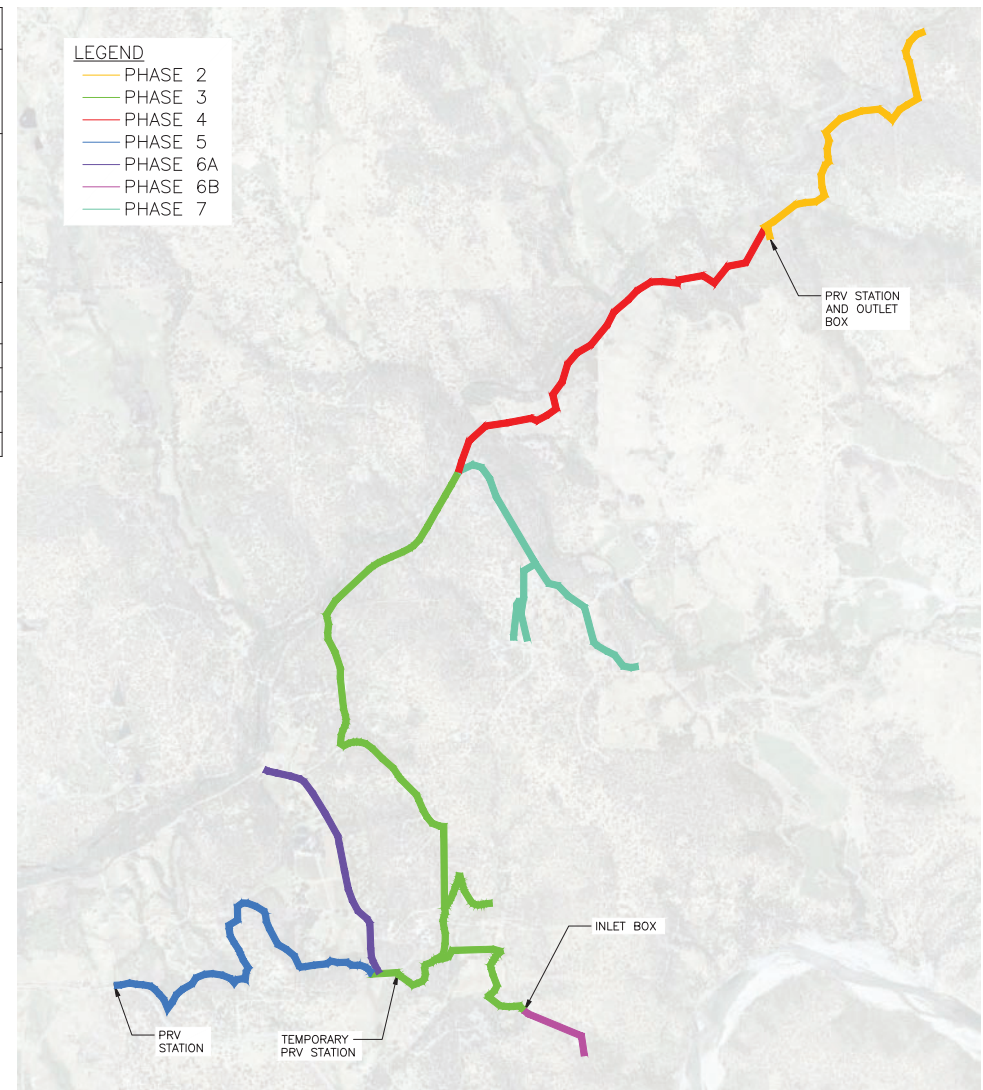 LEGEND
PHASE 2
PHASE 3
PHASE 4
PHASE 5
PHASE 6A
PHASE 6B
PHASE 7
PRV STATION
AND OUTLET
BOX
INLET BOX
TEMPORARY
PRV STATION
PRV
STATION